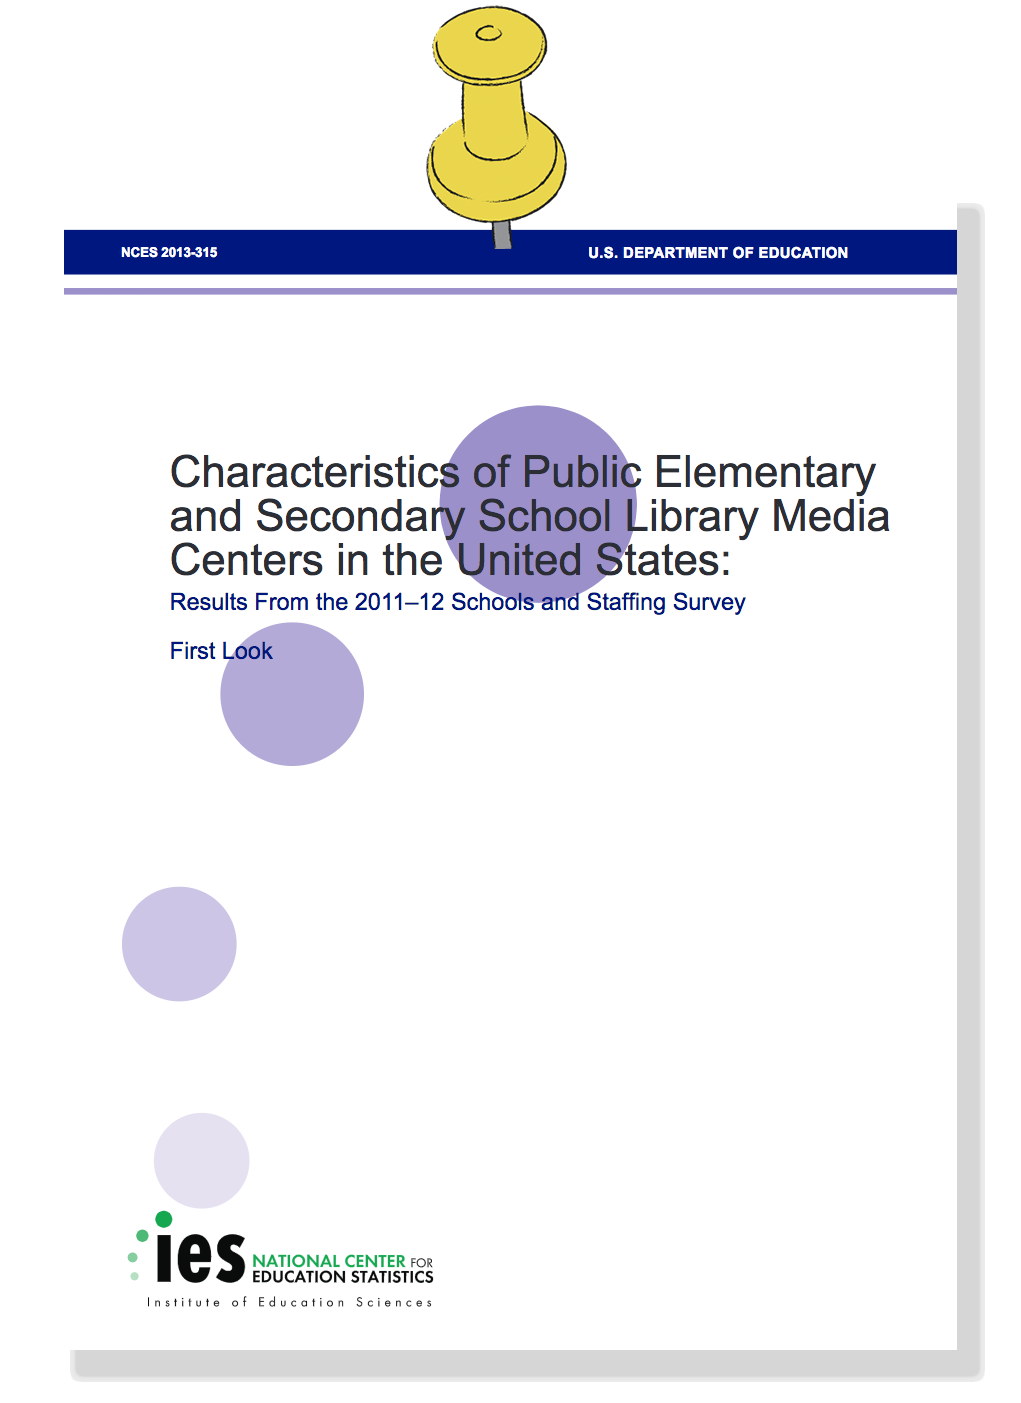 NCES 2013-315 U.S. DEPARTMENT OF EDUCATION
Characteristics of Public Elementary
and Secondary School Library Media
Centers in the United States:
Results From the 2011–12 Schools and Staffing Survey
First Look
ies NATIONAL CENTER FOR
EDUCATION STATISTICS
Institute of Education Sciences